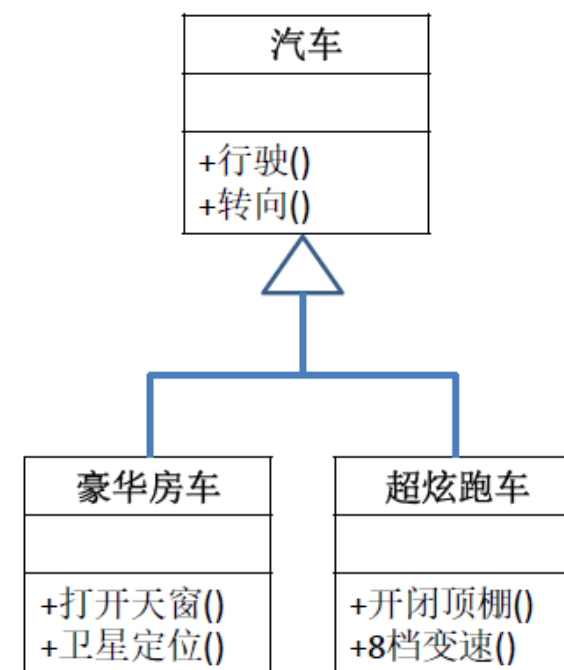 汽车
+行驶()
+转向()
豪华房车
+打开天窗()
+卫星定位()
超炫跑车
+开闭顶棚()
+8档变速()